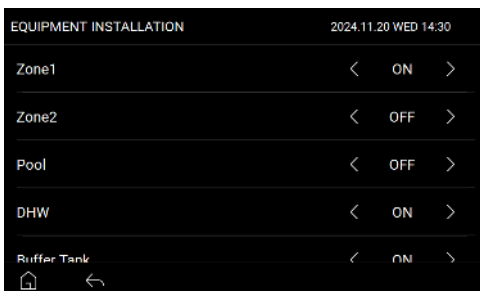 EQUIPMENT INSTALLATION 2024.11.20 WED 14:30
Zone1 ON
Zone2 OFF
Pool OFF
DHW ON
Buffer Tank ON